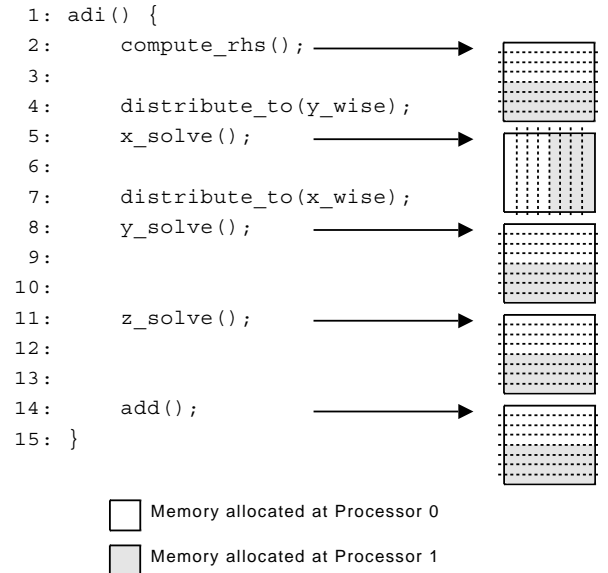 1: adi() {
2: compute_rhs();
3:
4: distribute_to(y_wise);
5: x_solve();
6:
7: distribute_to(x_wise);
8: y_solve();
9:
10:
11: z_solve();
12:
13:
14: add();
15: }
Memory allocated at Processor 0
Memory allocated at Processor 1